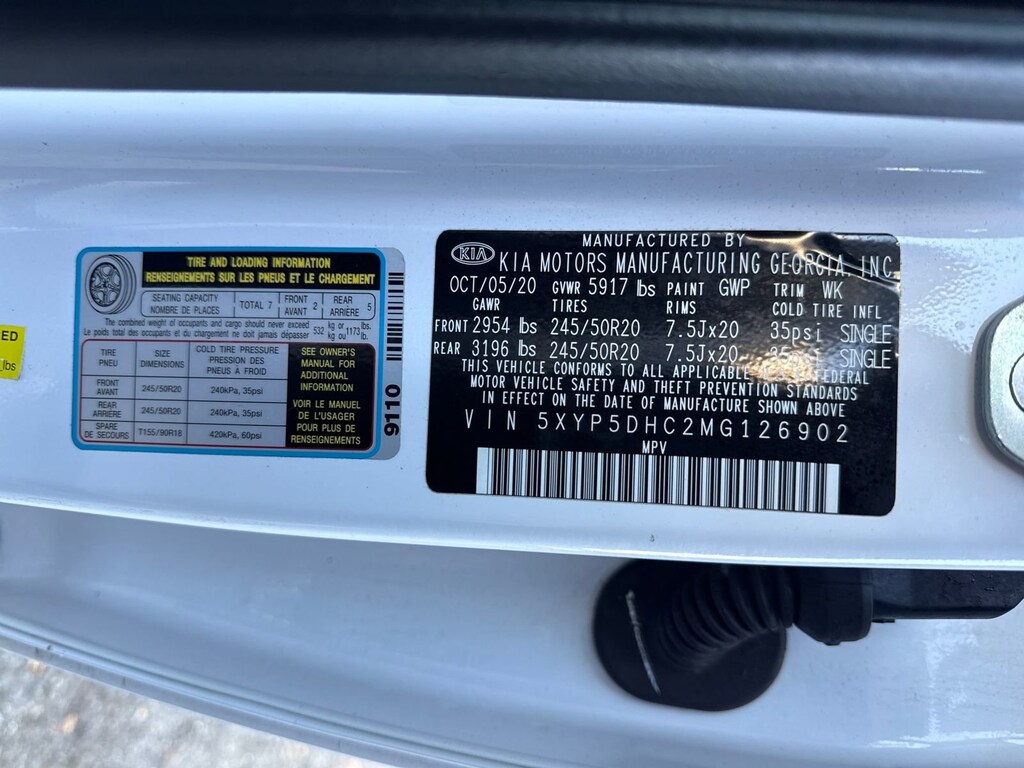 RED
lbs
TIRE AND LOADING INFORMATION
RENSEIGNEMENTS SUR LES PNEUS ET LE CHARGEMENT
SEATING CAPACITY
NOMBRE DE PLACES
TOTAL 7
FRONT
AVANT 2
REAR
ARRIÈRE 5
The combined weight of occupants and cargo should never exceed
Le poids total des occupants et du chargement ne doit jamais dépasser
532 kg or
kg ou 1173 lbs.
lb.
TIRE
PNEU
SIZE
DIMENSIONS
COLD TIRE PRESSURE
PRESSION DES
PNEUS À FROID
FRONT
AVANT
245/50R20
240kPa, 35psi
REAR
ARRIÈRE
245/50R20
240kPa, 35psi
SPARE
DE SECOURS
T155/90R18
420kPa, 60psi
SEE OWNER'S
MANUAL FOR
ADDITIONAL
INFORMATION
VOIR LE MANUEL
DE L'USAGER
POUR PLUS DE
RENSEIGNEMENTS
9110
MANUFACTURED BY
KIA KIA MOTORS MANUFACTURING GEORGIA, INC.
OCT/05/20 GVWR 5917 lbs PAINT GWP TRIM WK
GAWR TIRES RIMS COLD TIRE INFL
FRONT 2954 lbs 245/50R20 7.5Jx20 35psi SINGLE
REAR 3196 lbs 245/50R20 7.5Jx20 35psi SINGLE
THIS VEHICLE CONFORMS TO ALL APPLICABLE FEDERAL
MOTOR VEHICLE SAFETY AND THEFT PREVENTION STANDARDS
IN EFFECT ON THE DATE OF MANUFACTURE SHOWN ABOVE
VIN 5XYP5DHC2MG126902
MPV